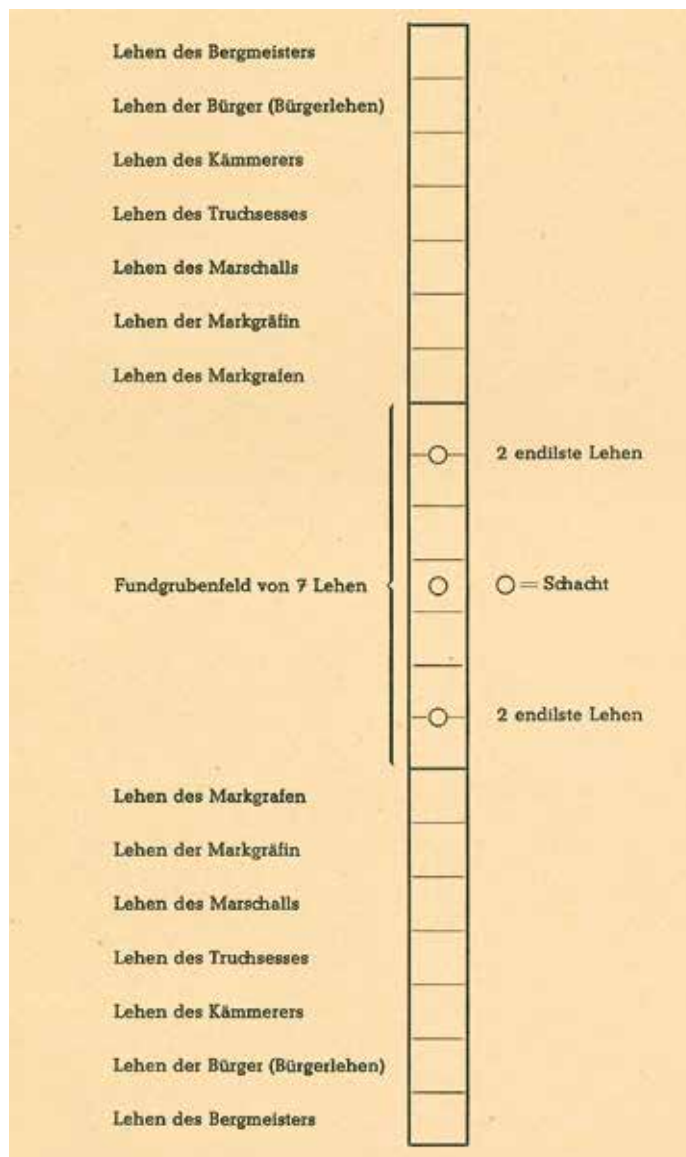 Lehen des Bergmeisters
Lehen der Bürger (Bürgerlehen)
Lehen des Kämmerers
Lehen des Truchsesses
Lehen des Marschalls
Lehen der Markgräfin
Lehen des Markgrafen
2 endilste Lehen
Fundgrubenfeld von 7 Lehen
= Schacht
2 endilste Lehen
Lehen des Markgrafen
Lehen der Markgräfin
Lehen des Marschalls
Lehen des Truchsesses
Lehen des Kämmerers
Lehen der Bürger (Bürgerlehen)
Lehen des Bergmeisters